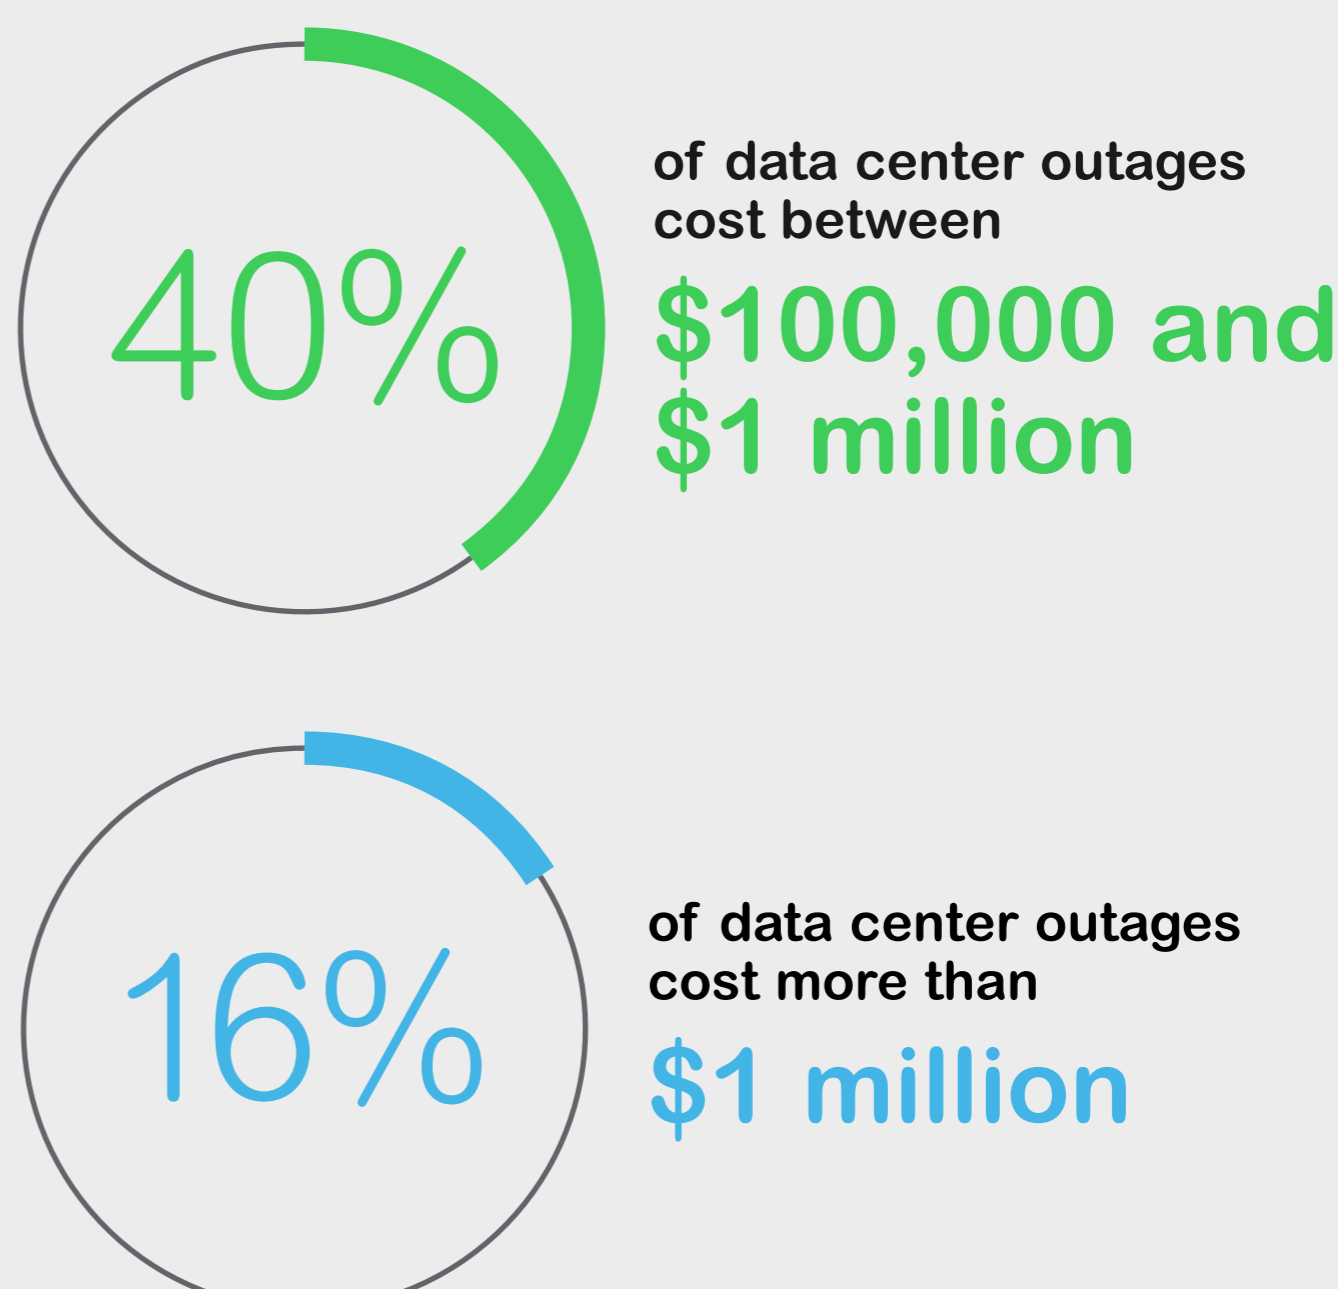 40%
of data center outages
cost between
$100,000 and
$1 million
16%
of data center outages
cost more than
$1 million